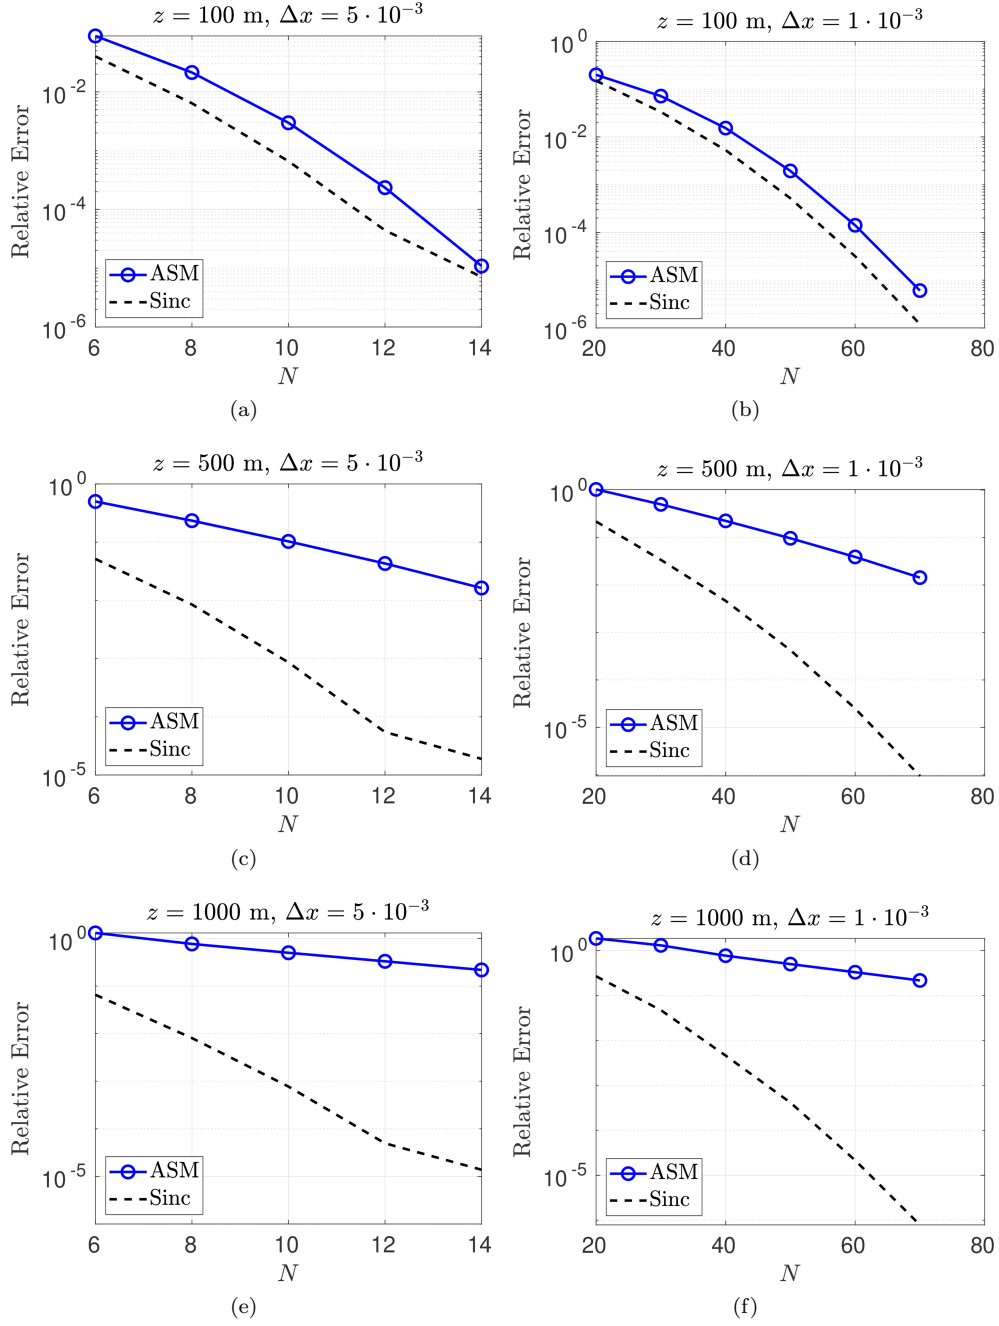 z = 100 m, Δx = 5 · 10^-3
Relative Error
10^-2
10^-4
10^-6
ASM
Sinc
6 8 10 12 14
N
(a)
z = 100 m, Δx = 1 · 10^-3
Relative Error
10^0
10^-2
10^-4
10^-6
ASM
Sinc
20 40 60 80
N
(b)
z = 500 m, Δx = 5 · 10^-3
Relative Error
10^0
10^-5
ASM
Sinc
6 8 10 12 14
N
(c)
z = 500 m, Δx = 1 · 10^-3
Relative Error
10^0
10^-5
ASM
Sinc
20 40 60 80
N
(d)
z = 1000 m, Δx = 5 · 10^-3
Relative Error
10^0
10^-5
ASM
Sinc
6 8 10 12 14
N
(e)
z = 1000 m, Δx = 1 · 10^-3
Relative Error
10^0
10^-5
ASM
Sinc
20 40 60 80
N
(f)